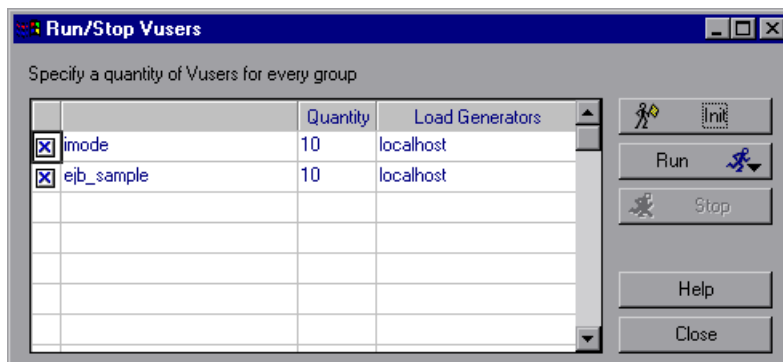 Run/Stop Vusers
Specify a quantity of Vusers for every group
Quantity Load Generators
imode 10 localhost
ejb_sample 10 localhost
Init
Run
Stop
Help
Close